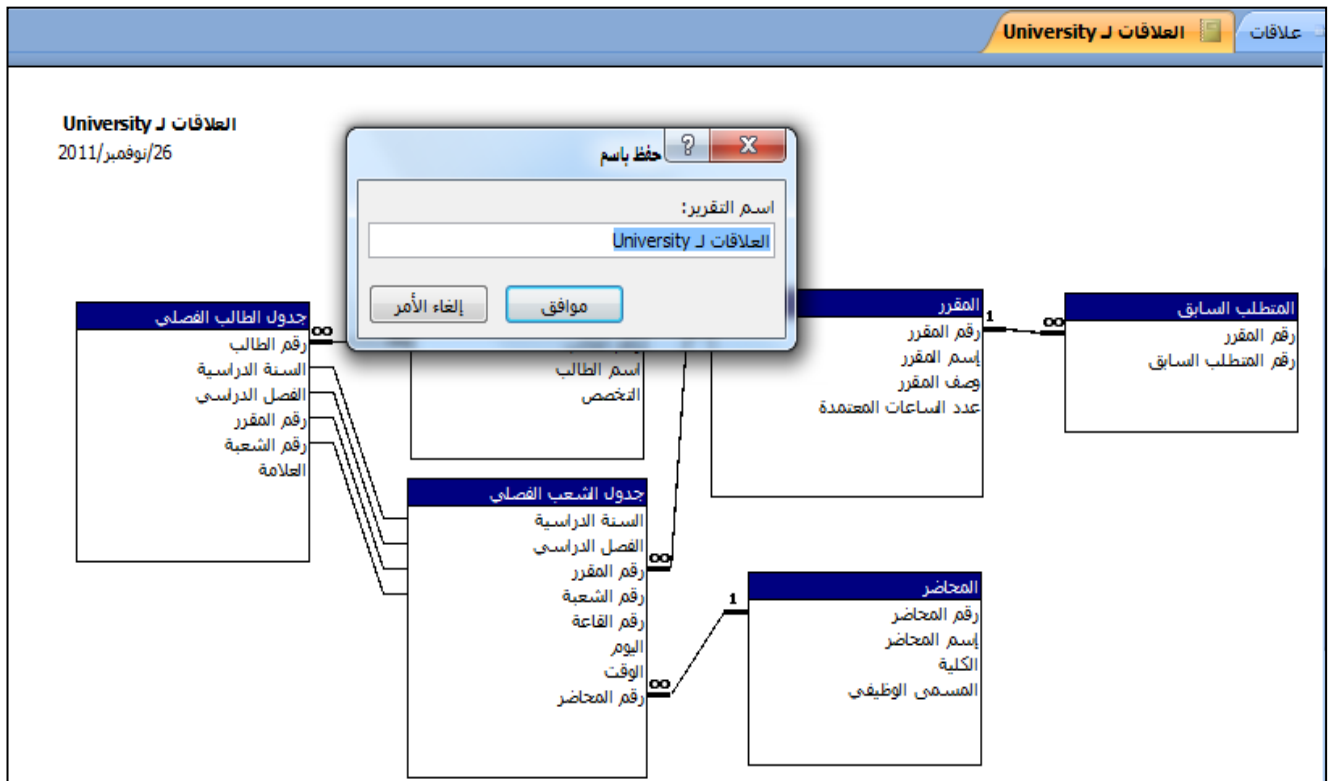 علاقات
العلاقات لـ University
العلاقات لـ University
26/نوفمبر/2011
حفظ باسم
اسم التقرير:
العلاقات لـ University
موافق
إلغاء الأمر
المتطلب السابق
رقم المقرر
رقم المتطلب السابق
∞
1
المقرر
رقم المقرر
إسم المقرر
وصف المقرر
عدد الساعات المعتمدة
اسم الطالب
التخصص
جدول الطالب الفصلي
رقم الطالب
السنة الدراسية
الفصل الدراسي
رقم المقرر
رقم الشعبة
العلامة
∞
جدول الشعب الفصلي
السنة الدراسية
الفصل الدراسي
رقم المقرر
رقم الشعبة
رقم القاعة
اليوم
الوقت
رقم المحاضر
∞
∞
1
المحاضر
رقم المحاضر
إسم المحاضر
الكلية
المسمى الوظيفي